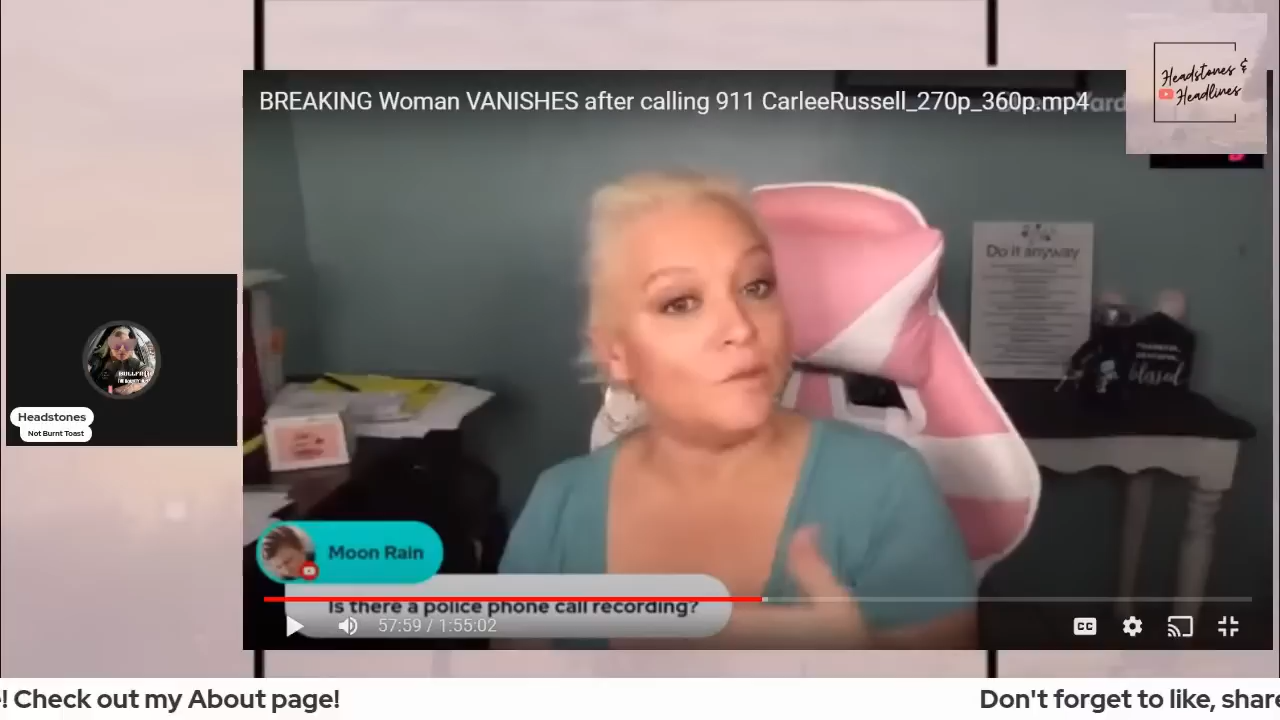 BREAKING Woman VANISHES after calling 911 CarleeRussell_270p_360p.mp4
Headstones &
Headlines
Do it anyway
blessed
Headstones
Not Burnt Toast
Moon Rain
Is there a police phone call recording?
57:59 / 1:55:02
CC
! Check out my About page!
Don't forget to like, share